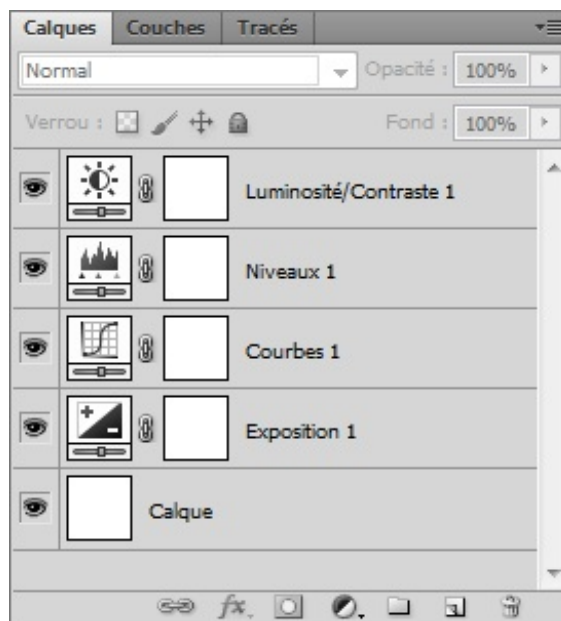 Calques Couches Tracés
Normal Opacité : 100%
Verrou : Fond : 100%
Luminosité/Contraste 1
Niveaux 1
Courbes 1
Exposition 1
Calque
fx.